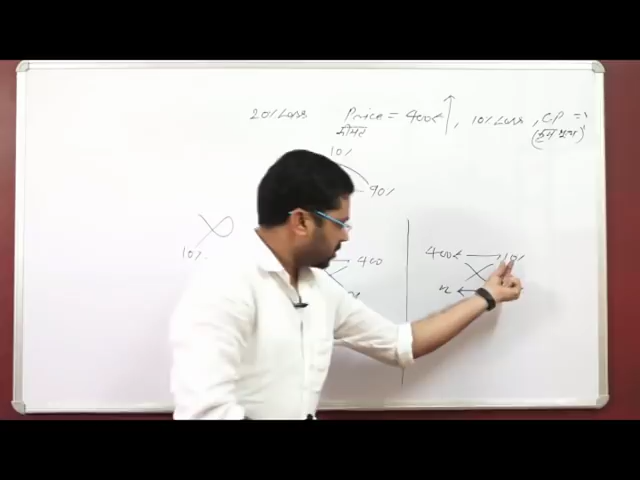 20% Loss Price = 400₹ ↑, 10% Loss, CP =?
कीमत (क्रय मूल्य)
10%
90%
10%
→ 400
400₹ → 10%
x ←